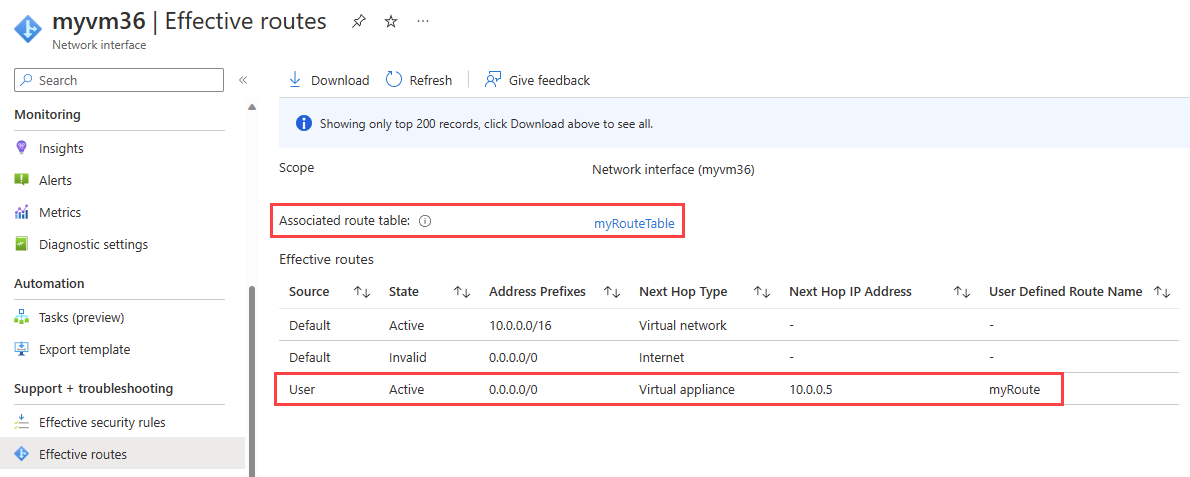 myvm36 | Effective routes
Network interface
Search
Monitoring
Insights
Alerts
Metrics
Diagnostic settings
Automation
Tasks (preview)
Export template
Support + troubleshooting
Effective security rules
Effective routes
Download Refresh Give feedback
Showing only top 200 records, click Download above to see all.
Scope Network interface (myvm36)
Associated route table: myRouteTable
Effective routes
Source State Address Prefixes Next Hop Type Next Hop IP Address User Defined Route Name
Default Active 10.0.0.0/16 Virtual network - -
Default Invalid 0.0.0.0/0 Internet - -
User Active 0.0.0.0/0 Virtual appliance 10.0.0.5 myRoute